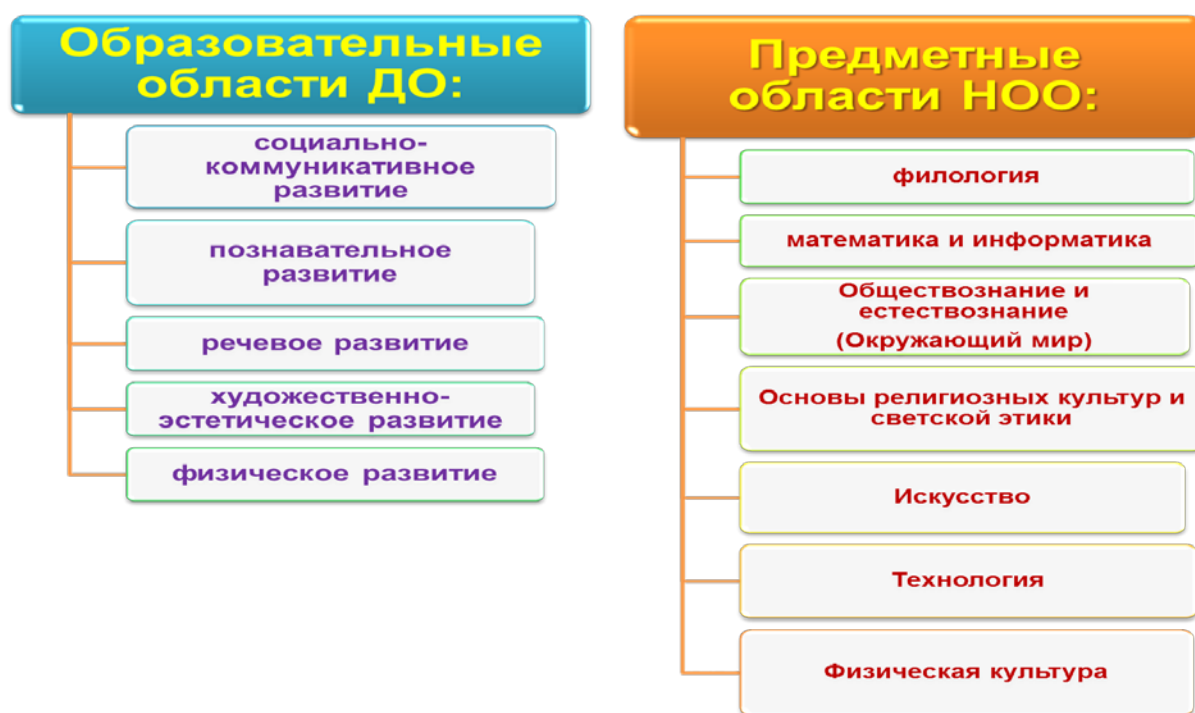 Образовательные
области ДО:
социально-
коммуникативное
развитие
познавательное
развитие
речевое развитие
художественно-
эстетическое развитие
физическое развитие
Предметные
области НОО:
филология
математика и информатика
Обществознание и
естествознание
(Окружающий мир)
Основы религиозных культур и
светской этики
Искусство
Технология
Физическая культура